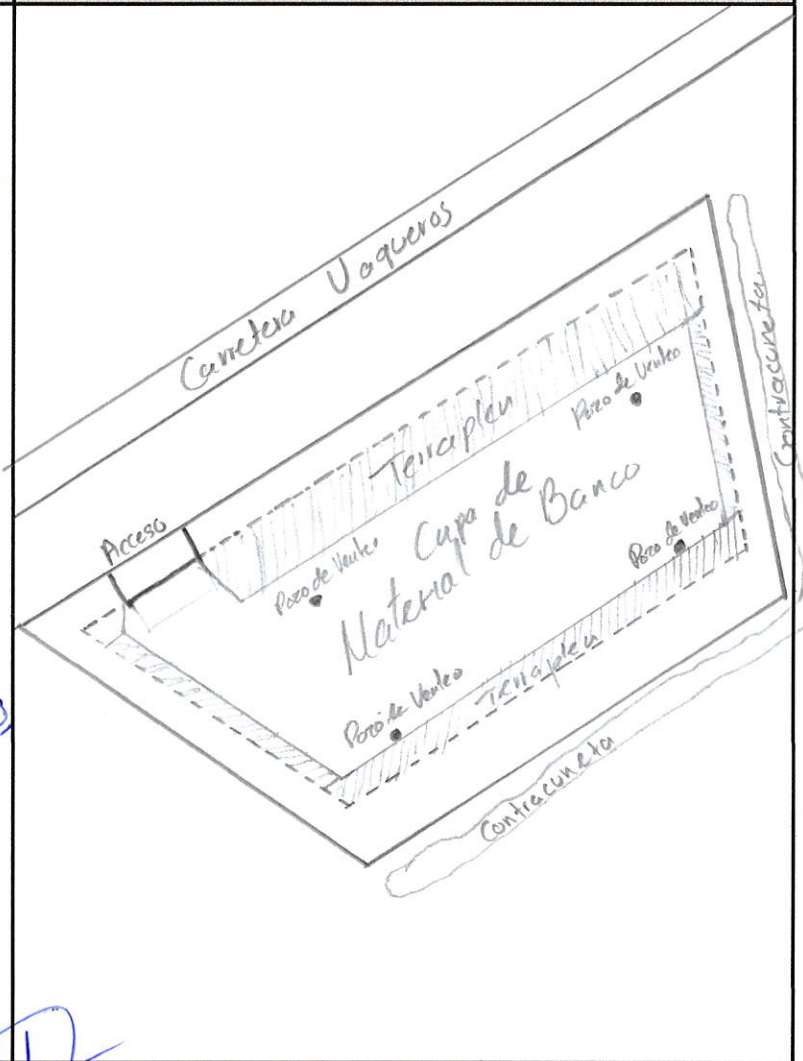 Carretera Vaqueros
Contracuneta
Pozo de Venteo
Terraplen
Acceso
Capa de
Material de Banco
Pozo de Venteo
Pozo de Venteo
Terraplen
Pozo de Venteo
Contracuneta